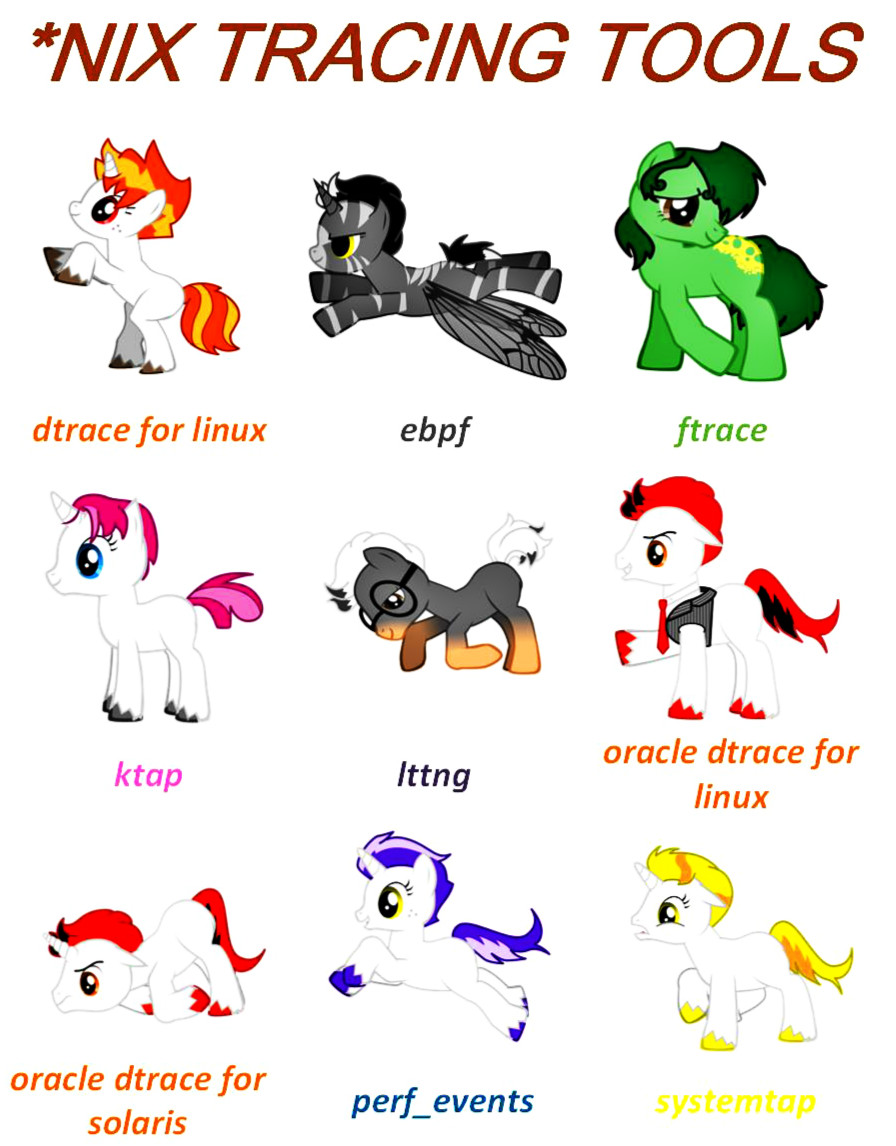 *NIX TRACING TOOLS
dtrace for linux
ebpf
ftrace
ktap
lttng
oracle dtrace for
linux
oracle dtrace for
solaris
perf_events
systemtap